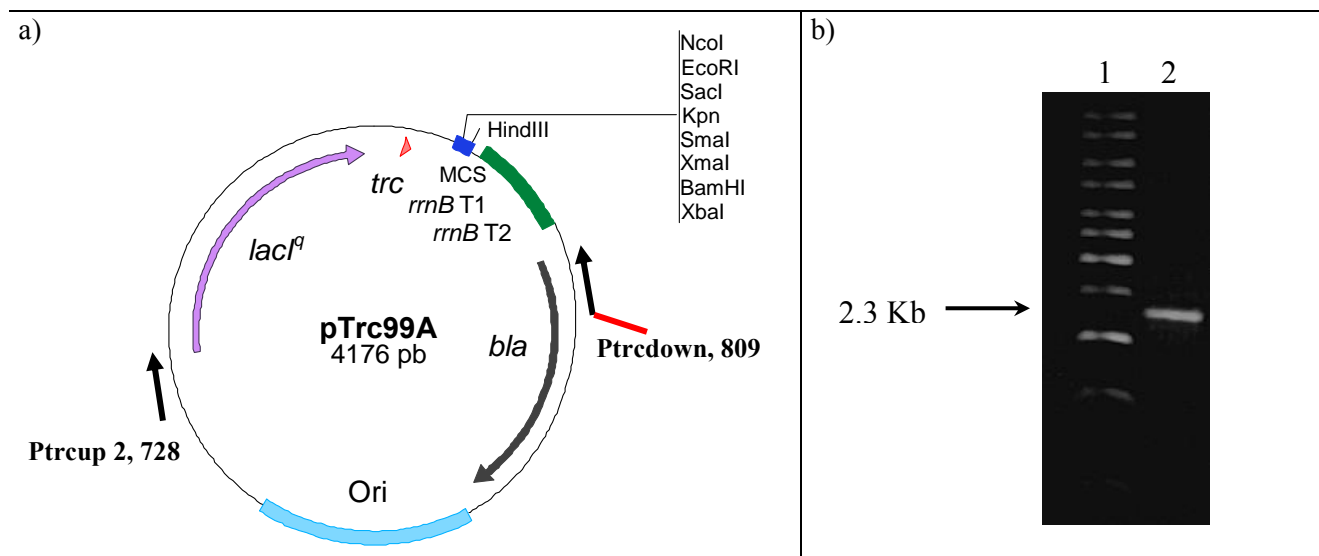 a)
NcoI
EcoRI
SacI
Kpn
SmaI
XmaI
BamHI
XbaI
HindIII
MCS
trc
rrnB T1
rrnB T2
lacIq
pTrc99A
4176 pb
bla
Ptrcdown, 809
Ptrcup 2, 728
Ori
b)
1 2
2.3 Kb